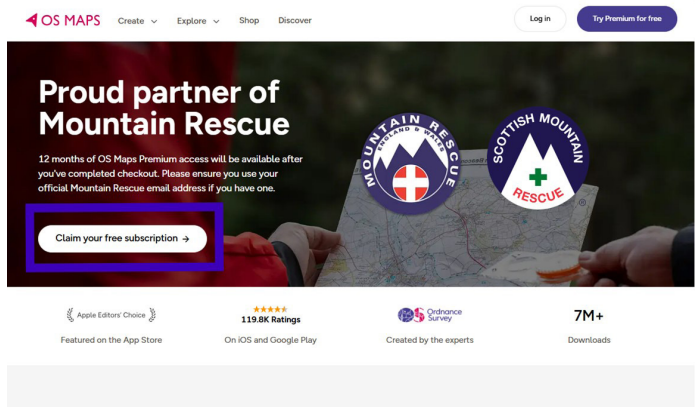 OS MAPS
Create
Explore
Shop
Discover
Log in
Try Premium for free
Proud partner of
Mountain Rescue
12 months of OS Maps Premium access will be available after
you've completed checkout. Please ensure you use your
official Mountain Rescue email address if you have one.
Claim your free subscription →
MOUNTAIN RESCUE
ENGLAND & WALES
SCOTTISH MOUNTAIN
RESCUE
®
Apple Editors' Choice
Featured on the App Store
119.8K Ratings
On iOS and Google Play
Ordnance
Survey
Created by the experts
7M+
Downloads